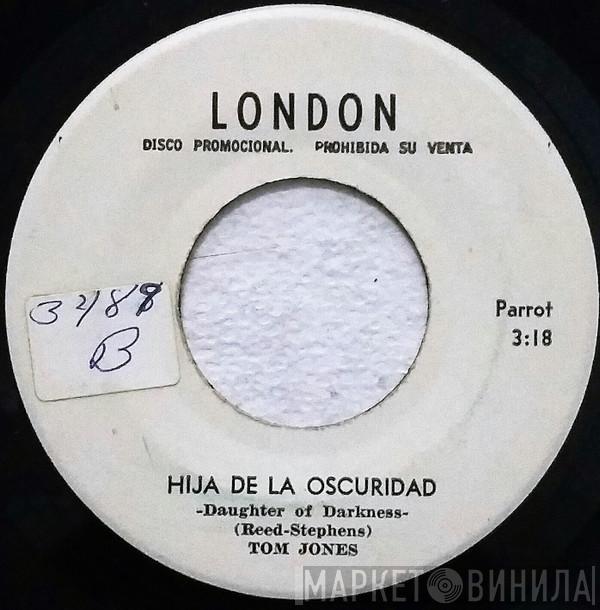 LONDON
DISCO PROMOCIONAL. PROHIBIDA SU VENTA
Parrot
3:18
B
HIJA DE LA OSCURIDAD
-Daughter of Darkness-
(Reed-Stephens)
TOM JONES
МАРКЕТ ВИНИЛА